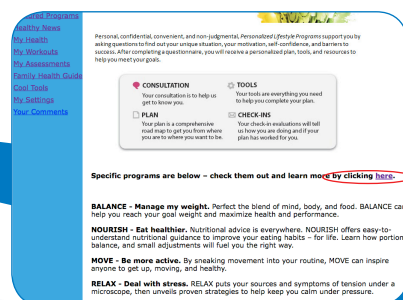 Programs
Healthy News
My Health
My Workouts
My Assessments
Family Health Guide
Cool Tools
My Settings
Your Comments
Personal, confidential, convenient, and non-judgmental, Personalized Lifestyle Programs support you by
asking questions to find out your unique situation, your motivation, self-confidence, and barriers to
success. After completing a questionnaire, you will receive a personalized plan, tools, and resources to
help you meet your goals.
CONSULTATION
Your consultation is to help us
get to know you.
TOOLS
Your tools are everything you need
to help you complete your plan.
PLAN
Your plan is a comprehensive
road map to get you from where
you are to where you want to be.
CHECK-INS
Your check-in evaluations will tell
us how you are doing and if your
plan has worked for you.
Specific programs are below – check them out and learn more by clicking here.
BALANCE - Manage my weight. Perfect the blend of mind, body, and food. BALANCE can
help you reach your goal weight and maximize health and performance.
NOURISH - Eat healthier. Nutritional advice is everywhere. NOURISH offers easy-to-
understand nutritional guidance to improve your eating habits – for life. Learn how portion
balance, and small adjustments will fuel you the right way.
MOVE - Be more active. By sneaking movement into your routine, MOVE can inspire
anyone to get up, moving, and healthy.
RELAX - Deal with stress. RELAX puts your sources and symptoms of tension under a
microscope, then unveils proven strategies to help you keep calm under pressure.